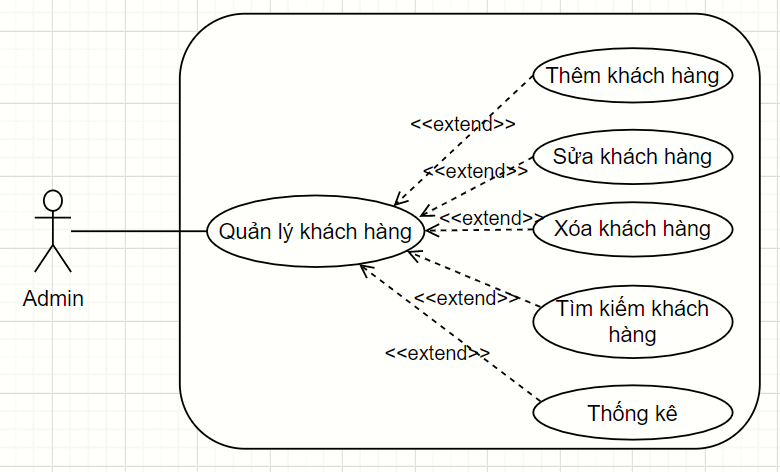 Thêm khách hàng
<<extend>>
Sửa khách hàng
<<extend>>
<<extend>>
Xóa khách hàng
Quản lý khách hàng
Admin
<<extend>>
Tìm kiếm khách
hàng
<<extend>>
Thống kê